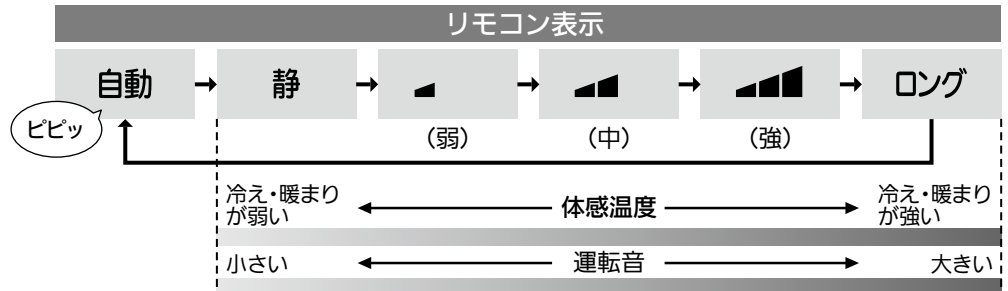 リモコン表示
自動 → 静 → → → → ロング
ピピッ
(弱) (中) (強)
冷え・暖まり
が弱い
体感温度
冷え・暖まり
が強い
小さい 運転音 大きい